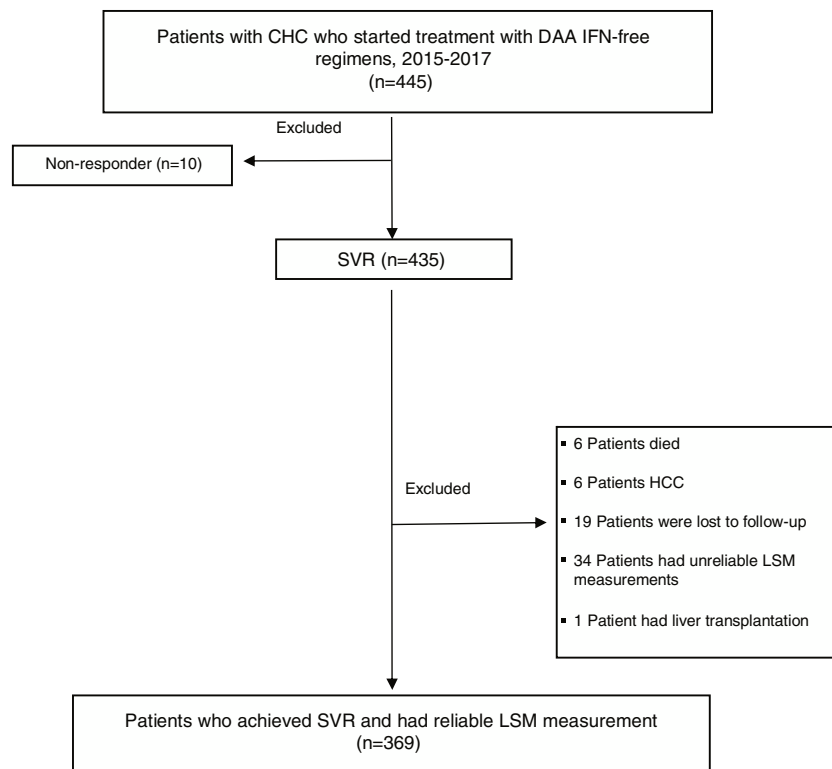 Patients with CHC who started treatment with DAA IFN-free
regimens, 2015-2017
(n=445)
Excluded
Non-responder (n=10)
SVR (n=435)
Excluded
▪ 6 Patients died
▪ 6 Patients HCC
▪ 19 Patients were lost to follow-up
▪ 34 Patients had unreliable LSM
measurements
▪ 1 Patient had liver transplantation
Patients who achieved SVR and had reliable LSM measurement
(n=369)